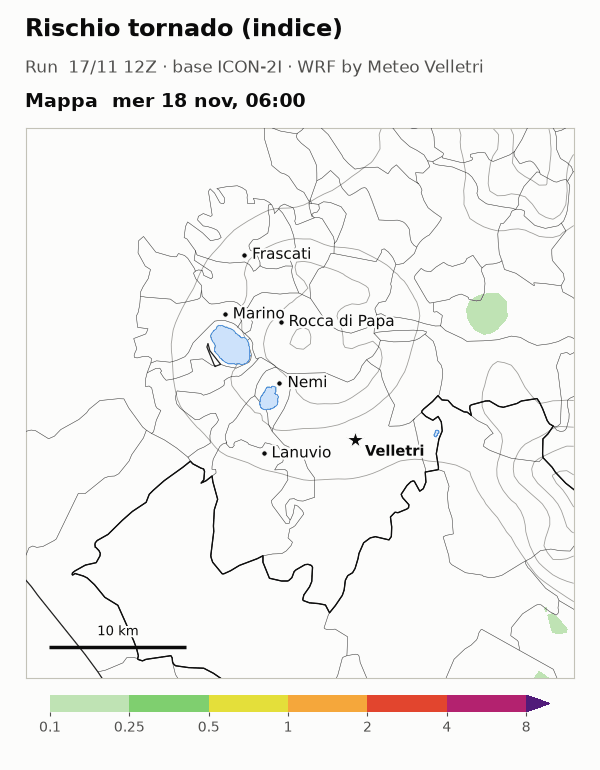 Rischio tornado (indice)
Run  17/11 12Z · base ICON-2I · WRF by Meteo Velletri
Mappa  mer 18 nov, 06:00
Frascati
Marino
Rocca di Papa
Nemi
Velletri
Lanuvio
10 km
0.1 0.25 0.5 1 2 4 8